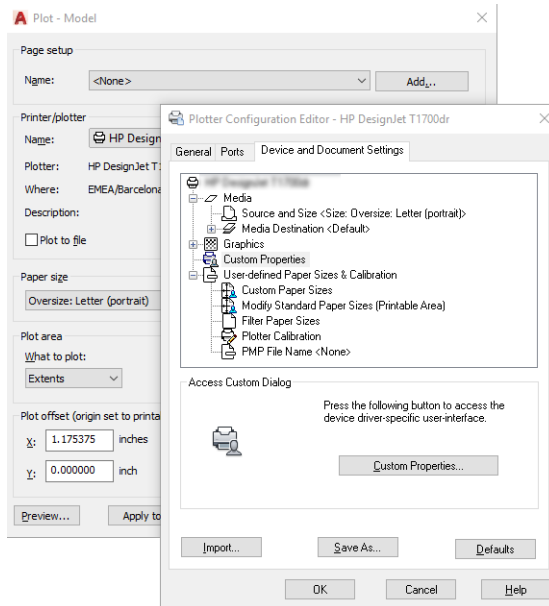 Plot - Model
Page setup
Name: <None> Add...
Printer/plotter
Name: HP Design
Plotter: HP DesignJet T1
Where: EMEA/Barcelona
Description:
Plot to file
Paper size
Oversize: Letter (portrait)
Plot area
What to plot:
Extents
Plot offset (origin set to printa
X: 1.175375 inches
Y: 0.000000 inch
Preview... Apply to
Plotter Configuration Editor - HP DesignJet T1700dr
General Ports Device and Document Settings
Media
Source and Size <Size: Oversize: Letter (portrait)>
Media Destination <Default>
Graphics
Custom Properties
User-defined Paper Sizes & Calibration
Custom Paper Sizes
Modify Standard Paper Sizes (Printable Area)
Filter Paper Sizes
Plotter Calibration
PMP File Name <None>
Access Custom Dialog
Press the following button to access the
device driver-specific user-interface.
Custom Properties...
Import... Save As... Defaults
OK Cancel Help